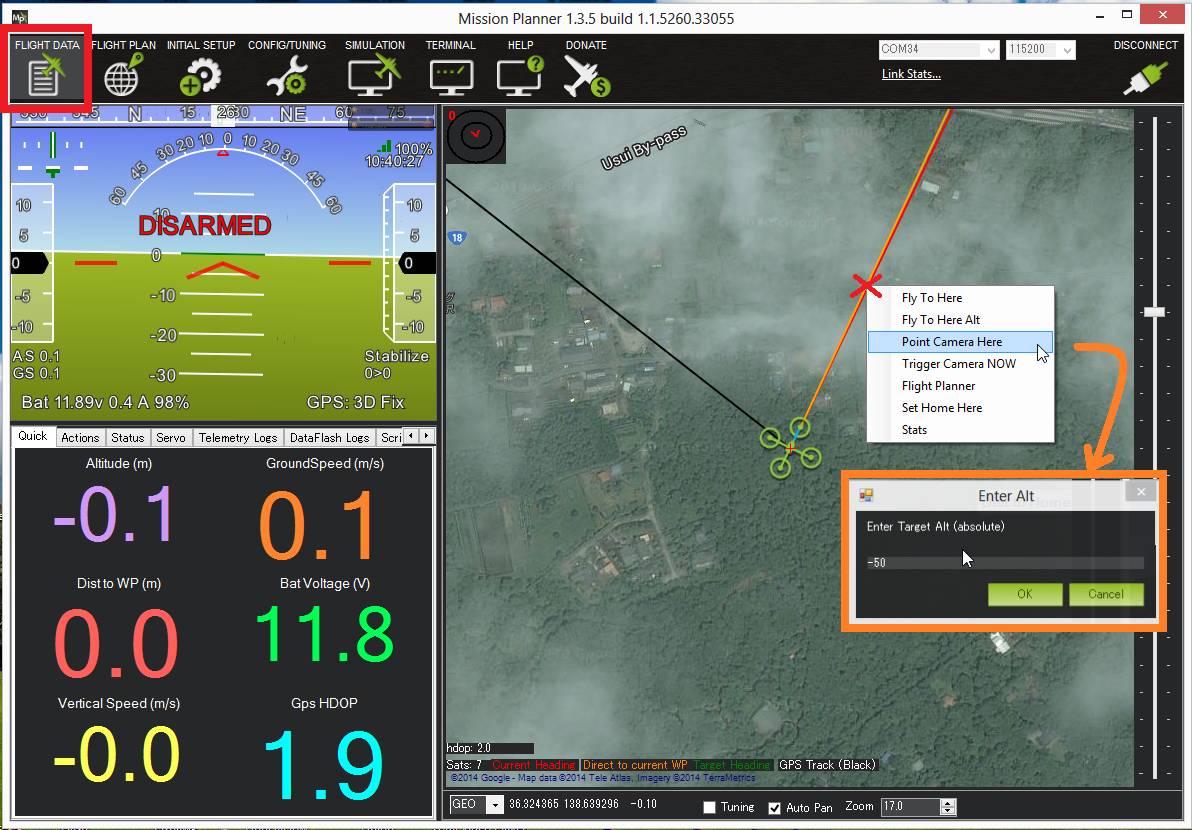 Mp
Mission Planner 1.3.5 build 1.1.5260.33055
FLIGHT DATA FLIGHT PLAN INITIAL SETUP CONFIG/TUNING SIMULATION TERMINAL HELP DONATE
COM34 115200 DISCONNECT
Link Stats...
330 345 N 15 2630 NE 60 75
30 20 10 0 10 20 30
45 45
60 60
100%
10:40:27
DISARMED
10
10 10
5 5
0 0 0
-5 -5
-10 -10 -10
-20
-30
AS 0.1
GS 0.1
Stabilize
0>0
Bat 11.89v 0.4 A 98% GPS: 3D Fix
Quick Actions Status Servo Telemetry Logs DataFlash Logs Scri
Altitude (m) GroundSpeed (m/s)
-0.1 0.1
Dist to WP (m) Bat Voltage (V)
0.0 11.8
Vertical Speed (m/s) Gps HDOP
-0.0 1.9
0
Usui By-pass
18
Fly To Here
Fly To Here Alt
Point Camera Here
Trigger Camera NOW
Flight Planner
Set Home Here
Stats
Enter Alt
Enter Target Alt (absolute)
-50
OK Cancel
hdop: 2.0
Sats: 7 Current Heading Direct to current WP Target Heading GPS Track (Black)
©2014 Google - Map data ©2014 Tele Atlas, Imagery ©2014 TerraMetrics
GEO 36.324365 138.639296 -0.10 Tuning Auto Pan Zoom 17.0